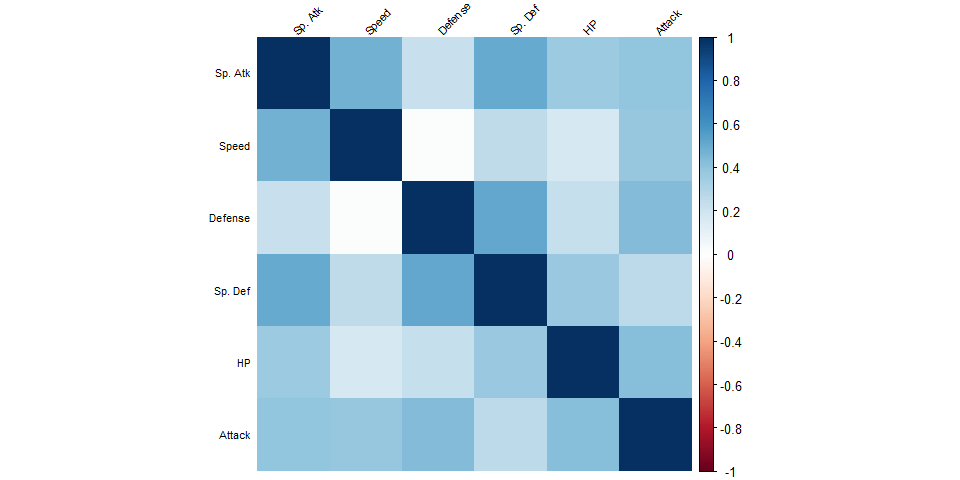 Sp. Atk
Speed
Defense
Sp. Def
HP
Attack
Sp. Atk
Speed
Defense
Sp. Def
HP
Attack
1
0.8
0.6
0.4
0.2
0
-0.2
-0.4
-0.6
-0.8
-1